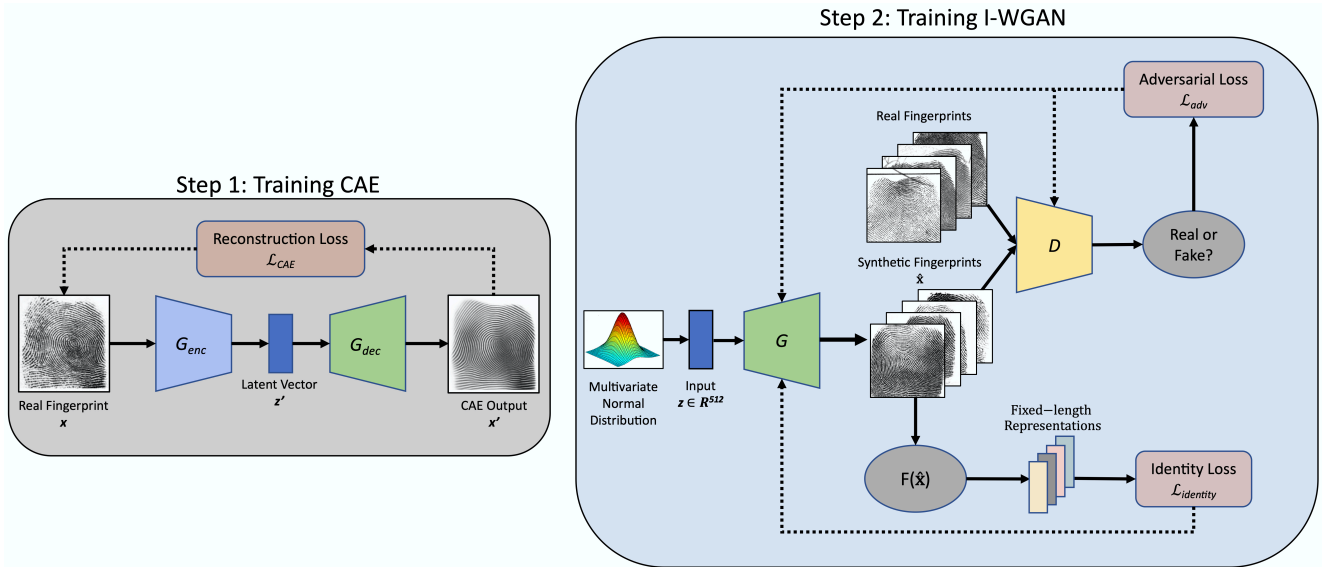 Step 2: Training I-WGAN
Adversarial Loss
ℒadv
Real Fingerprints
D
Real or
Fake?
Synthetic Fingerprints
x̂
G
Multivariate
Normal
Distribution
Input
z ∈ R⁵¹²
F(x̂)
Fixed−length
Representations
Identity Loss
ℒidentity
Step 1: Training CAE
Reconstruction Loss
ℒCAE
Genc
Gdec
Real Fingerprint
x
Latent Vector
z’
CAE Output
x’